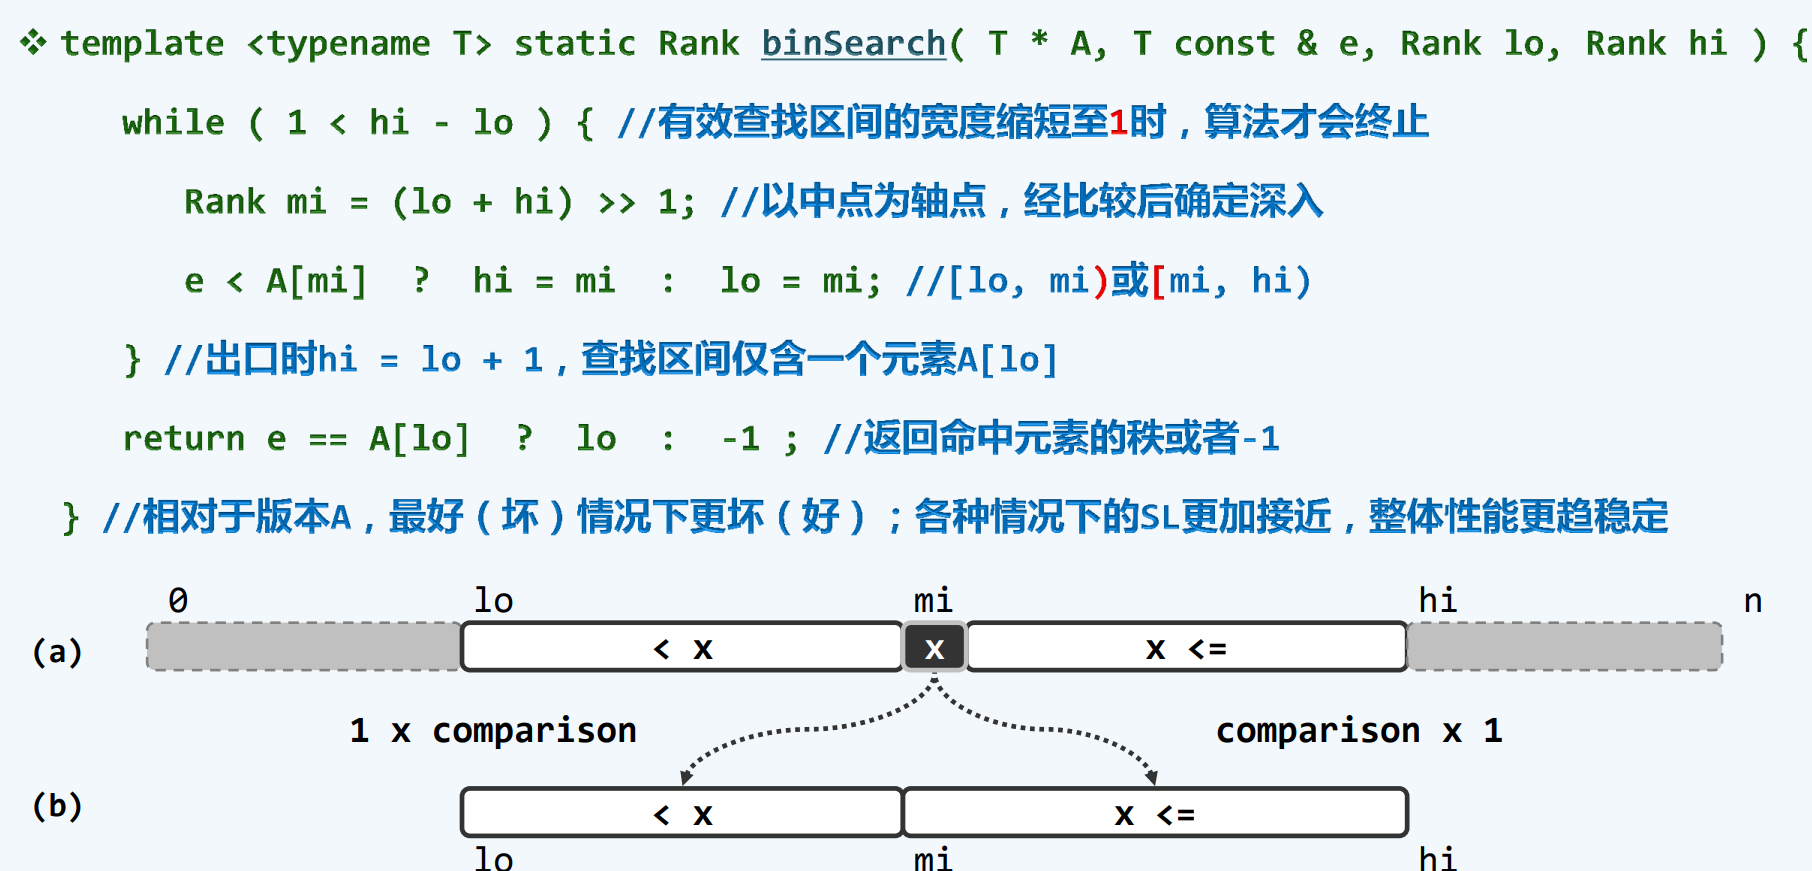 ❖ template <typename T> static Rank binSearch( T * A, T const & e, Rank lo, Rank hi ) {
while ( 1 < hi - lo ) { //有效查找区间的宽度缩短至1时，算法才会终止
Rank mi = (lo + hi) >> 1; //以中点为轴点，经比较后确定深入
e < A[mi] ? hi = mi : lo = mi; //[lo, mi)或[mi, hi)
} //出口时hi = lo + 1，查找区间仅含一个元素A[lo]
return e == A[lo] ? lo : -1 ; //返回命中元素的秩或者-1
} //相对于版本A，最好（坏）情况下更坏（好）；各种情况下的SL更加接近，整体性能更趋稳定
0 lo mi hi n
(a) < x x x <=
1 x comparison comparison x 1
(b) < x x <=
lo mi hi